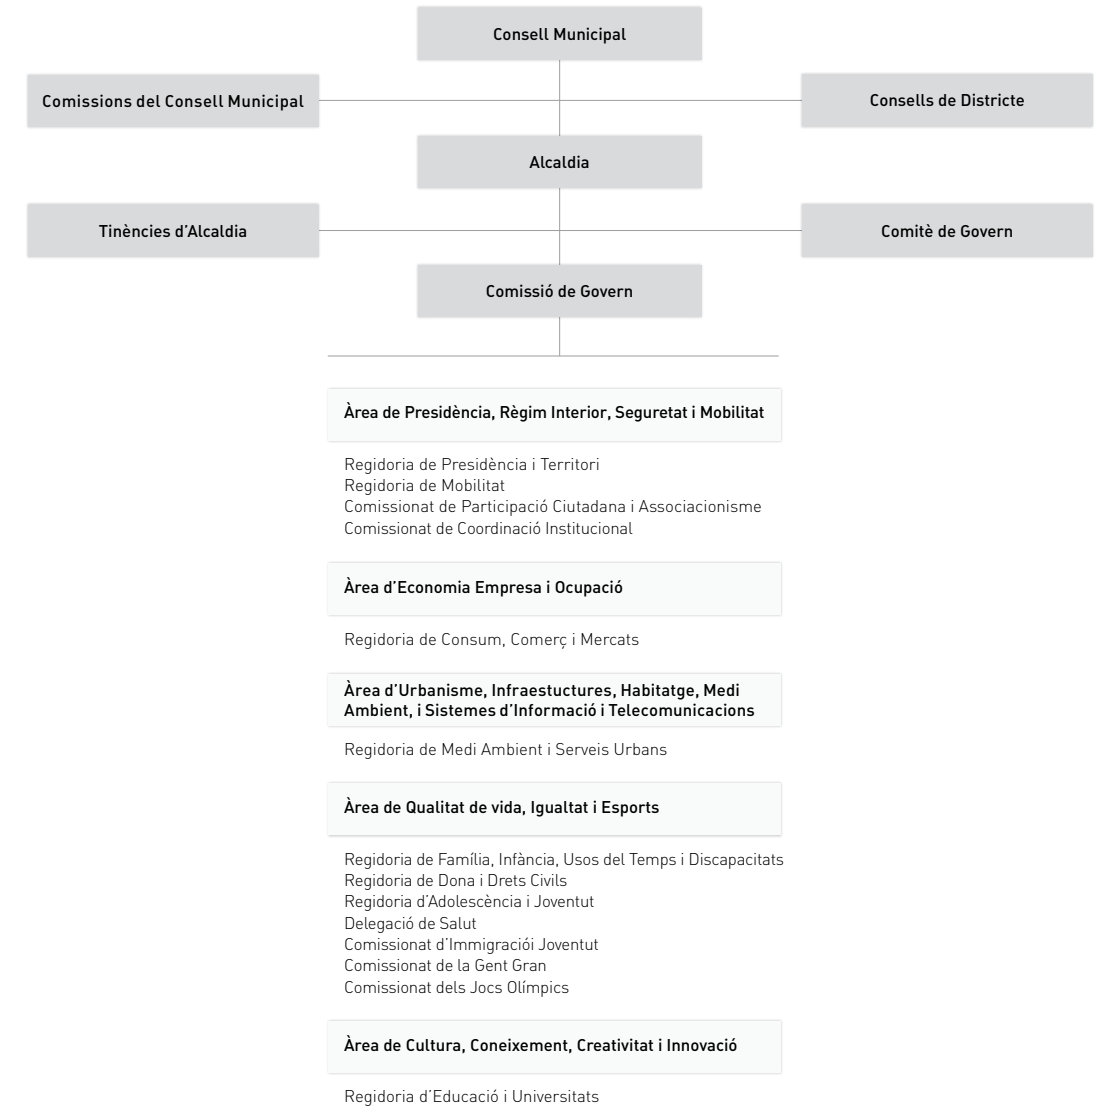 Consell Municipal
Comissions del Consell Municipal
Consells de Districte
Alcaldia
Tinències d'Alcaldia
Comitè de Govern
Comissió de Govern
Àrea de Presidència, Règim Interior, Seguretat i Mobilitat
Regidoria de Presidència i Territori
Regidoria de Mobilitat
Comissionat de Participació Ciutadana i Associacionisme
Comissionat de Coordinació Institucional
Àrea d'Economia Empresa i Ocupació
Regidoria de Consum, Comerç i Mercats
Àrea d'Urbanisme, Infraestuctures, Habitatge, Medi
Ambient, i Sistemes d'Informació i Telecomunicacions
Regidoria de Medi Ambient i Serveis Urbans
Àrea de Qualitat de vida, Igualtat i Esports
Regidoria de Família, Infància, Usos del Temps i Discapacitats
Regidoria de Dona i Drets Civils
Regidoria d'Adolescència i Joventut
Delegació de Salut
Comissionat d'Immigraciói Joventut
Comissionat de la Gent Gran
Comissionat dels Jocs Olímpics
Àrea de Cultura, Coneixement, Creativitat i Innovació
Regidoria d'Educació i Universitats